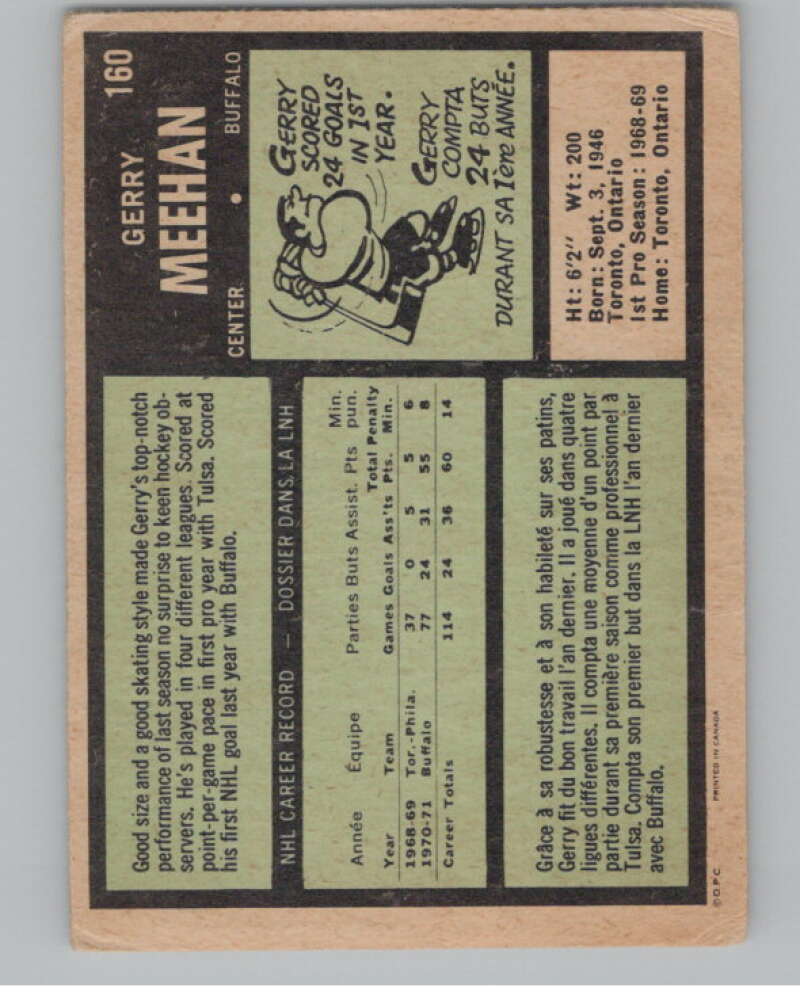 160
GERRY
MEEHAN
CENTER • BUFFALO
Good size and a good skating style made Gerry's top-notch
performance of last season no surprise to keen hockey ob-
servers. He's played in four different leagues. Scored at
point-per-game pace in first pro year with Tulsa. Scored
his first NHL goal last year with Buffalo.
GERRY
SCORED
24 GOALS
IN 1ST
YEAR.
GERRY
COMPTA
24 BUTS
DURANT SA 1ère ANNÉE.
NHL CAREER RECORD — DOSSIER DANS LA LNH
Min.
Année Équipe Parties Buts Assist. Pts pun.
Total Penalty
Year Team Games Goals Ass'ts Pts. Min.
1968-69 Tor.-Phila. 37 0 5 5 6
1970-71 Buffalo 77 24 31 55 8
Career Totals 114 24 36 60 14
Ht: 6'2" Wt: 200
Born: Sept. 3, 1946
Toronto, Ontario
1st Pro Season: 1968-69
Home: Toronto, Ontario
Grâce à sa robustesse et à son habileté sur ses patins,
Gerry fit du bon travail l'an dernier. Il a joué dans quatre
ligues différentes. Il compta une moyenne d'un point par
partie durant sa première saison comme professionnel à
Tulsa. Compta son premier but dans la LNH l'an dernier
avec Buffalo.
© O.P.C. PRINTED IN CANADA